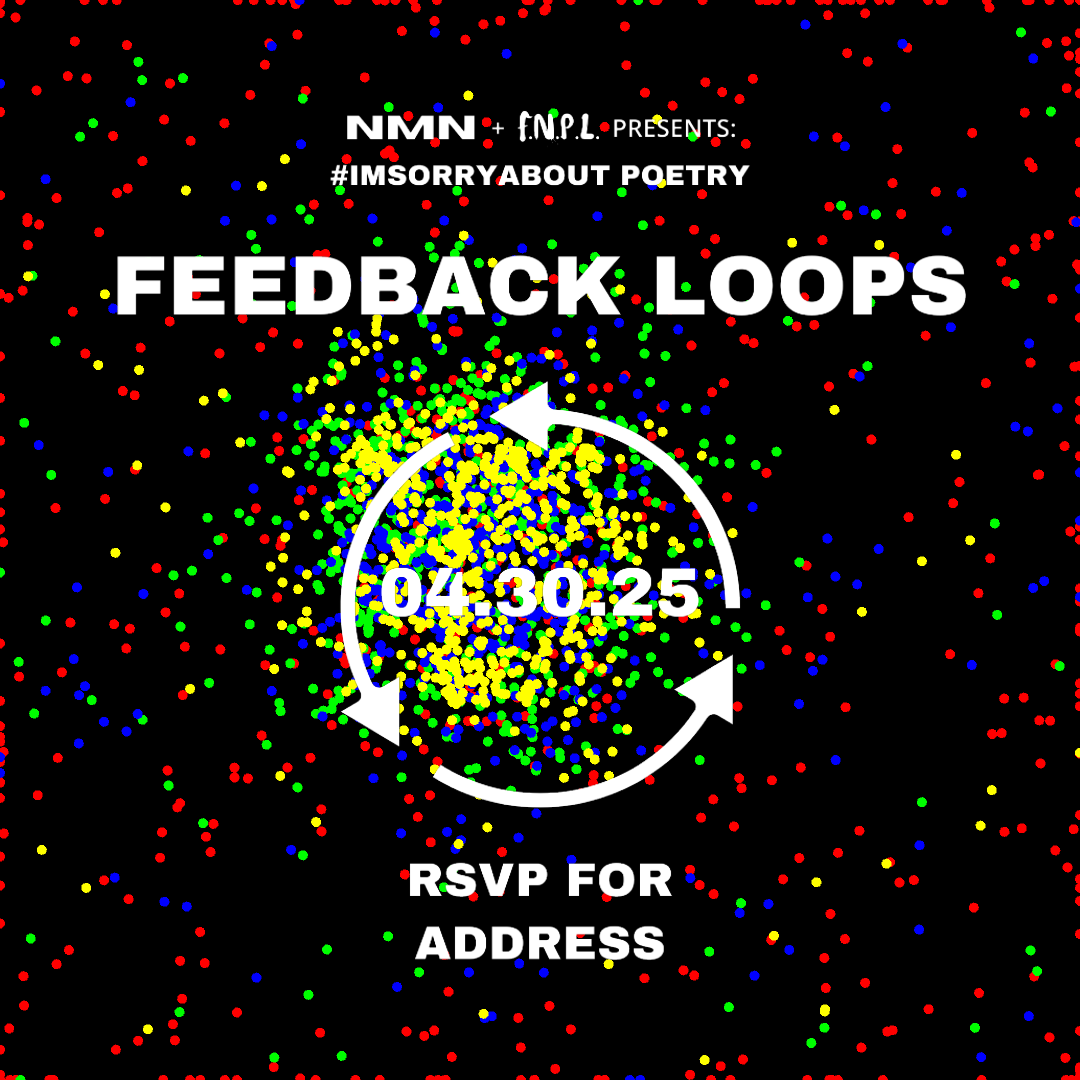 NMN + F.N.P.L. PRESENTS:
#IMSORRYABOUT POETRY
FEEDBACK LOOPS
04.30.25
RSVP FOR
ADDRESS